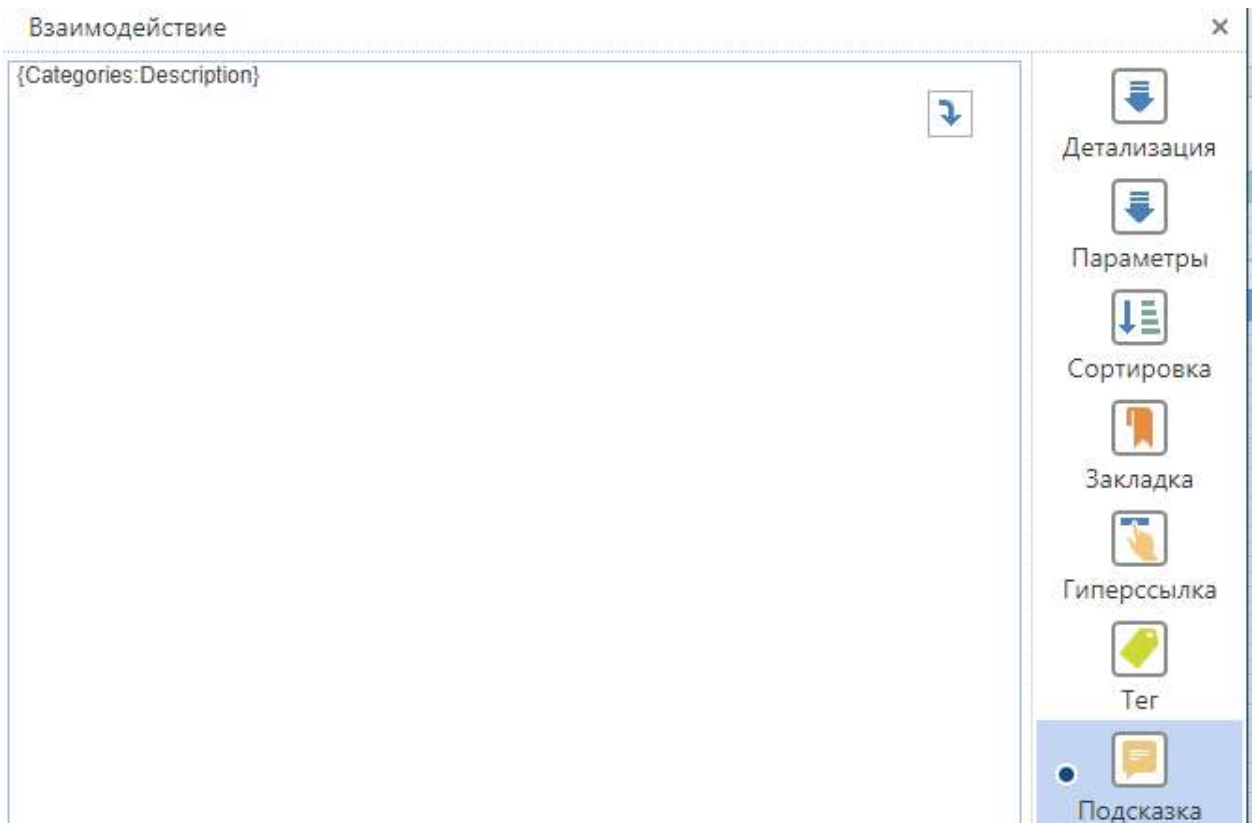 Взаимодействие
{Categories:Description}
Детализация
Параметры
Сортировка
Закладка
Гиперссылка
Тег
Подсказка